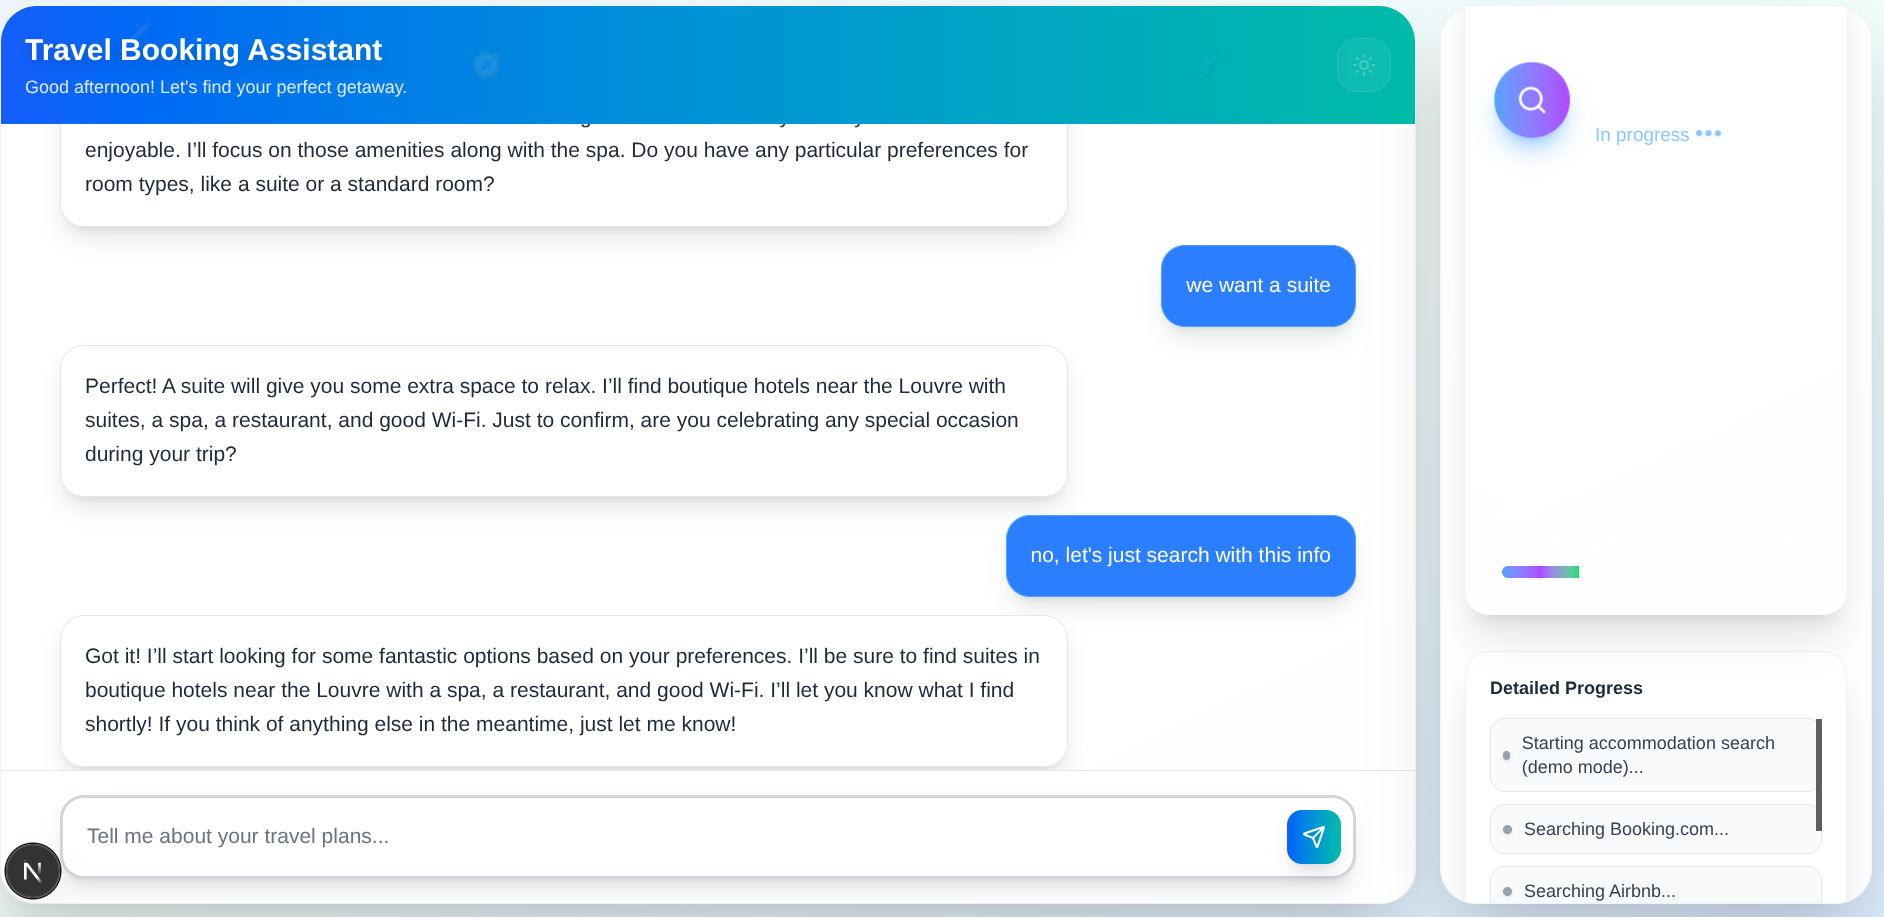 Travel Booking Assistant
Good afternoon! Let's find your perfect getaway.
enjoyable. I’ll focus on those amenities along with the spa. Do you have any particular preferences for
room types, like a suite or a standard room?
we want a suite
Perfect! A suite will give you some extra space to relax. I’ll find boutique hotels near the Louvre with
suites, a spa, a restaurant, and good Wi-Fi. Just to confirm, are you celebrating any special occasion
during your trip?
no, let's just search with this info
Got it! I’ll start looking for some fantastic options based on your preferences. I’ll be sure to find suites in
boutique hotels near the Louvre with a spa, a restaurant, and good Wi-Fi. I’ll let you know what I find
shortly! If you think of anything else in the meantime, just let me know!
Tell me about your travel plans...
N
In progress •••
Detailed Progress
Starting accommodation search
(demo mode)...
Searching Booking.com...
Searching Airbnb...